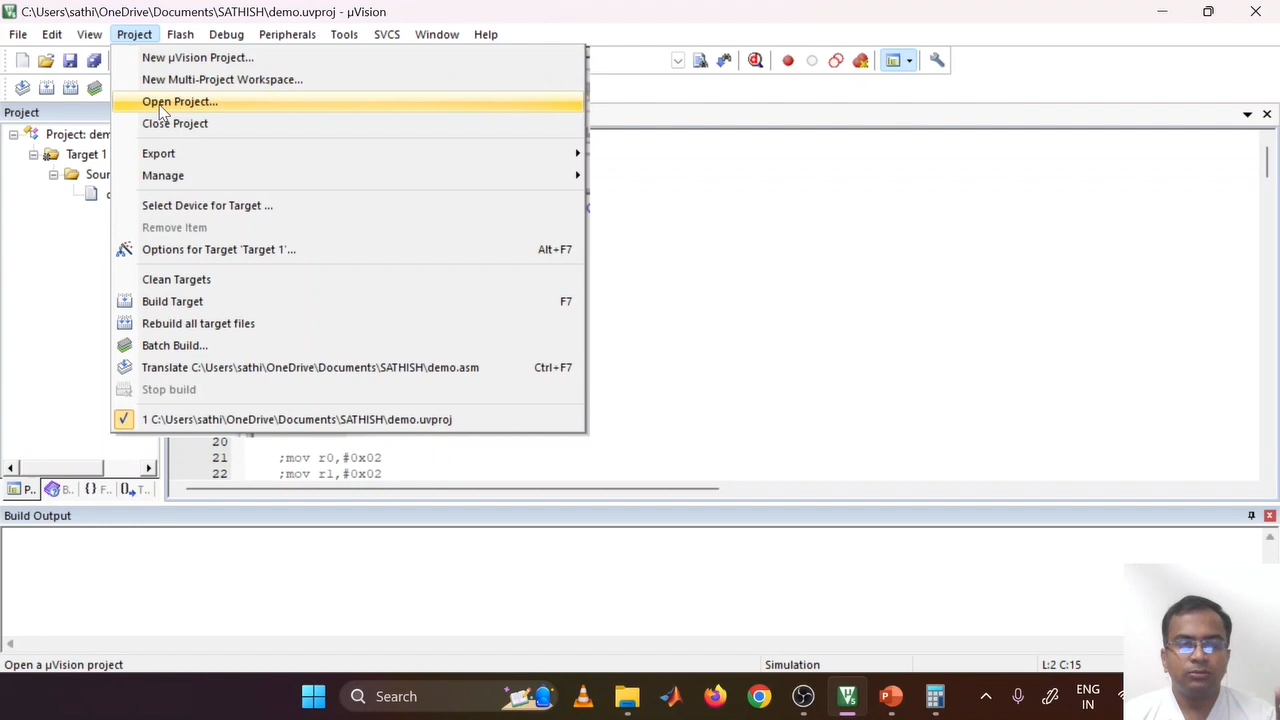 C:\Users\sathi\OneDrive\Documents\SATHISH\demo.uvproj - µVision
File Edit View Project Flash Debug Peripherals Tools SVCS Window Help
New µVision Project...
New Multi-Project Workspace...
Open Project...
Close Project
Export
Manage
Select Device for Target ...
Remove Item
Options for Target 'Target 1'... Alt+F7
Clean Targets
Build Target F7
Rebuild all target files
Batch Build...
Translate C:\Users\sathi\OneDrive\Documents\SATHISH\demo.asm Ctrl+F7
Stop build
1 C:\Users\sathi\OneDrive\Documents\SATHISH\demo.uvproj
Project
Project: dem
Target 1
Sour
20
21 ;mov r0,#0x02
22 ;mov r1,#0x02
P.. B.. {} F.. T..
Build Output
Open a µVision project Simulation L:2 C:15
Search
ENG
IN